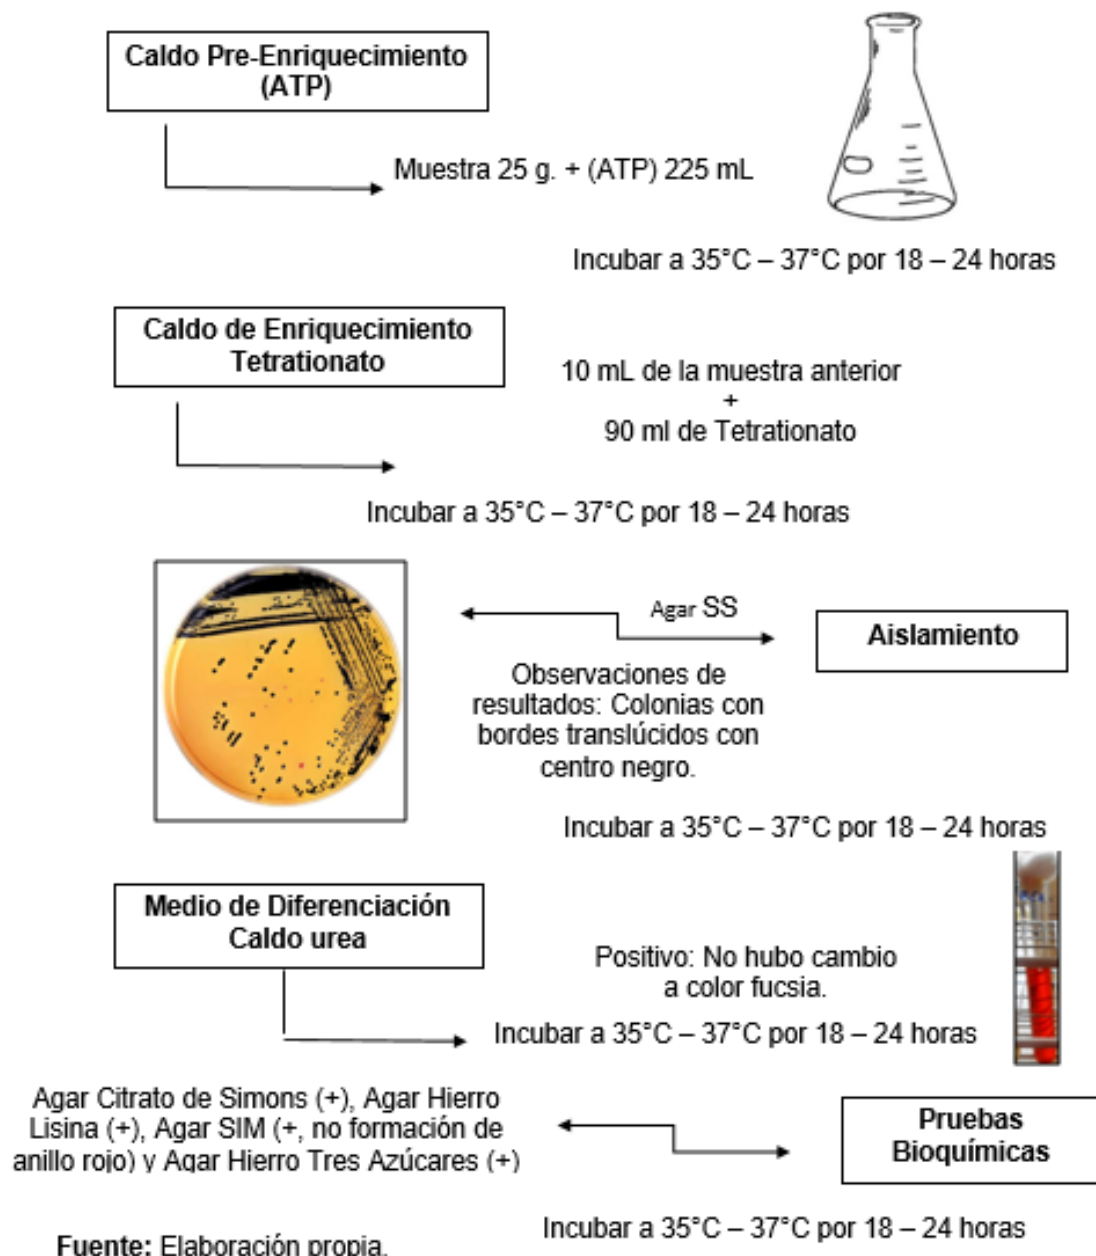 Caldo Pre-Enriquecimiento
(ATP)
Muestra 25 g. + (ATP) 225 mL
Incubar a 35°C – 37°C por 18 – 24 horas
Caldo de Enriquecimiento
Tetrationato
10 mL de la muestra anterior
+
90 ml de Tetrationato
Incubar a 35°C – 37°C por 18 – 24 horas
Agar SS
Aislamiento
Observaciones de
resultados: Colonias con
bordes translúcidos con
centro negro.
Incubar a 35°C – 37°C por 18 – 24 horas
Medio de Diferenciación
Caldo urea
Positivo: No hubo cambio
a color fucsia.
Incubar a 35°C – 37°C por 18 – 24 horas
Agar Citrato de Simons (+), Agar Hierro
Lisina (+), Agar SIM (+, no formación de
anillo rojo) y Agar Hierro Tres Azúcares (+)
Pruebas
Bioquímicas
Incubar a 35°C – 37°C por 18 – 24 horas
Fuente: Elaboración propia.